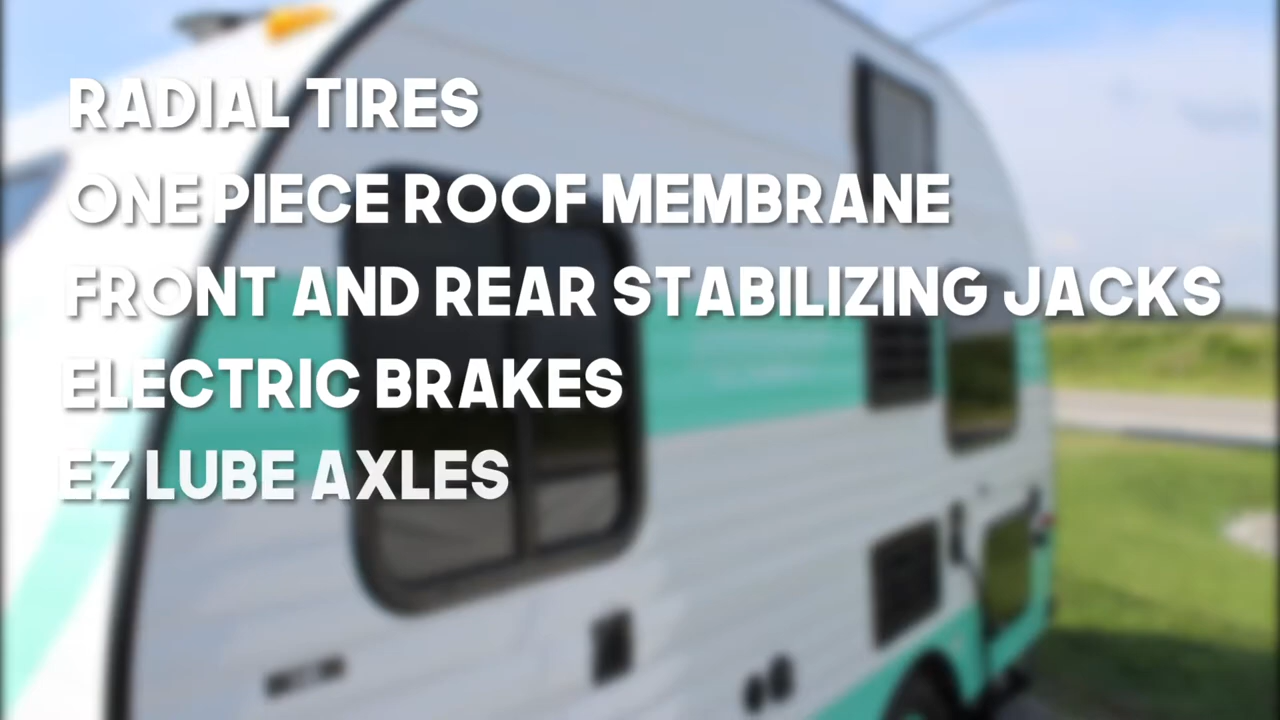 RADIAL TIRES
ONE PIECE ROOF MEMBRANE
FRONT AND REAR STABILIZING JACKS
ELECTRIC BRAKES
EZ LUBE AXLES